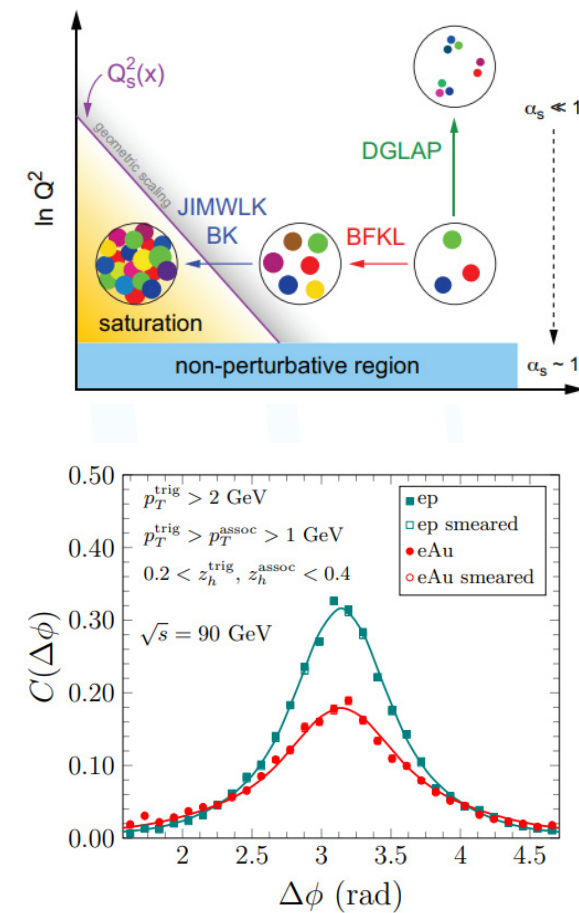 Q_s^2(x)
geometric scaling
α_s ≪ 1
DGLAP
ln Q^2
JIMWLK
BK
BFKL
saturation
non-perturbative region
α_s ~ 1
0.50
0.40
0.30
0.20
0.10
0.00
C(Δϕ)
p_T^trig > 2 GeV
p_T^trig > p_T^assoc > 1 GeV
0.2 < z_h^trig, z_h^assoc < 0.4
√s = 90 GeV
ep
ep smeared
eAu
eAu smeared
2
2.5
3
3.5
4
4.5
Δϕ (rad)